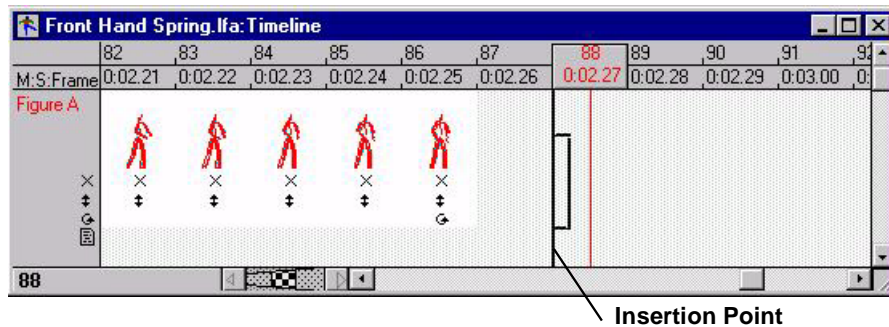 Front Hand Spring.lfa:Timeline
82 83 84 85 86 87 88 89 90 91 92
M:S:Frame 0:02.21 0:02.22 0:02.23 0:02.24 0:02.25 0:02.26 0:02.27 0:02.28 0:02.29 0:03.00 0:
Figure A
88
Insertion Point